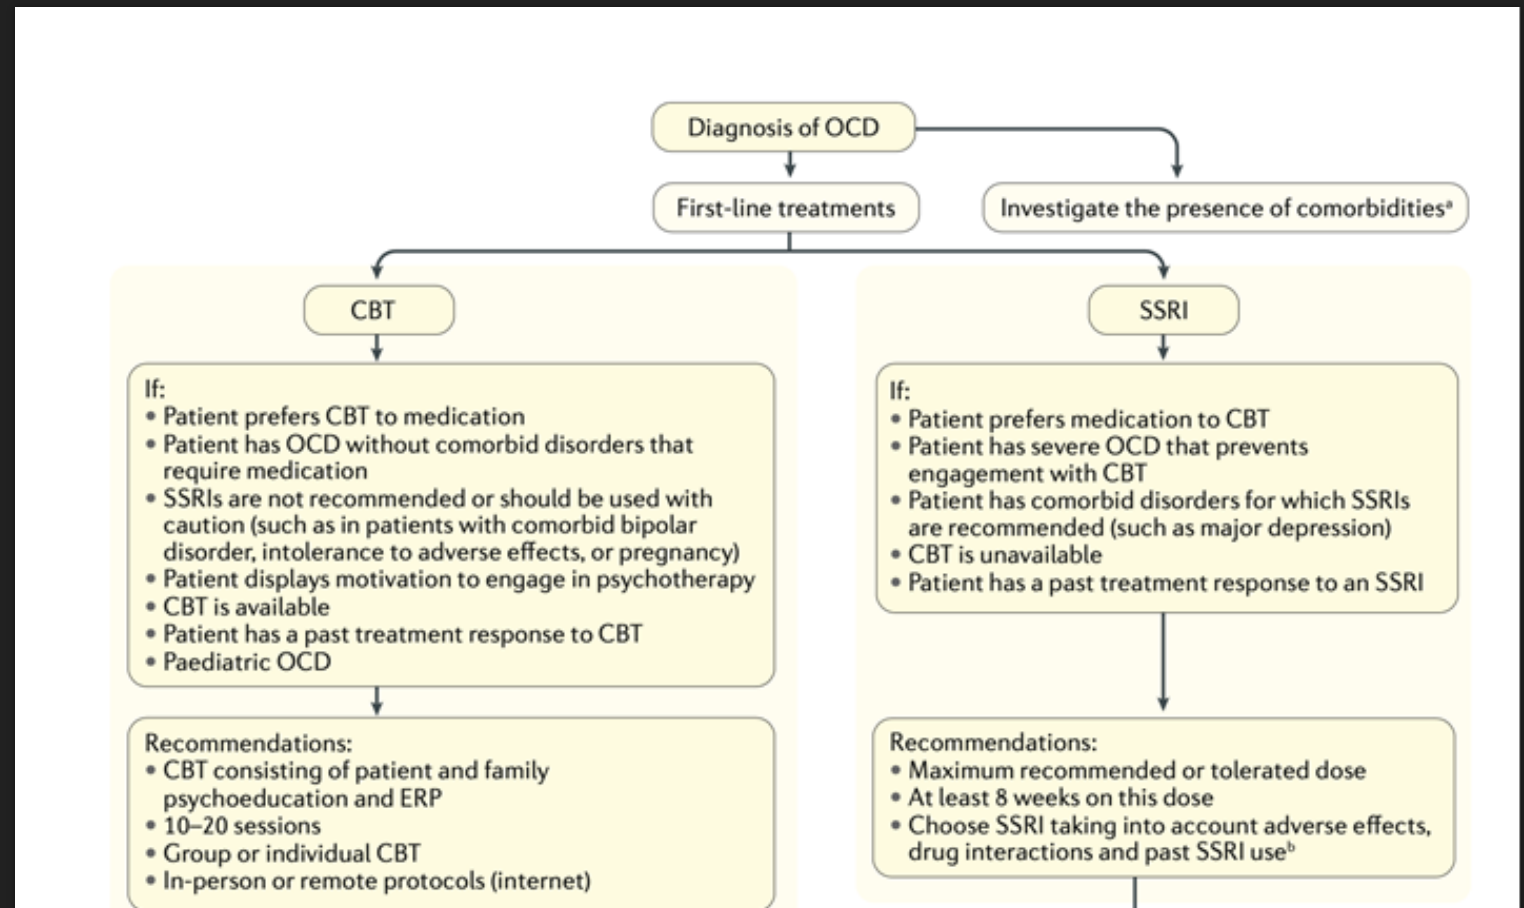 Diagnosis of OCD
First-line treatments
Investigate the presence of comorbiditiesᵃ
CBT
If:
• Patient prefers CBT to medication
• Patient has OCD without comorbid disorders that
require medication
• SSRIs are not recommended or should be used with
caution (such as in patients with comorbid bipolar
disorder, intolerance to adverse effects, or pregnancy)
• Patient displays motivation to engage in psychotherapy
• CBT is available
• Patient has a past treatment response to CBT
• Paediatric OCD
Recommendations:
• CBT consisting of patient and family
psychoeducation and ERP
• 10–20 sessions
• Group or individual CBT
• In-person or remote protocols (internet)
SSRI
If:
• Patient prefers medication to CBT
• Patient has severe OCD that prevents
engagement with CBT
• Patient has comorbid disorders for which SSRIs
are recommended (such as major depression)
• CBT is unavailable
• Patient has a past treatment response to an SSRI
Recommendations:
• Maximum recommended or tolerated dose
• At least 8 weeks on this dose
• Choose SSRI taking into account adverse effects,
drug interactions and past SSRI useᵇ